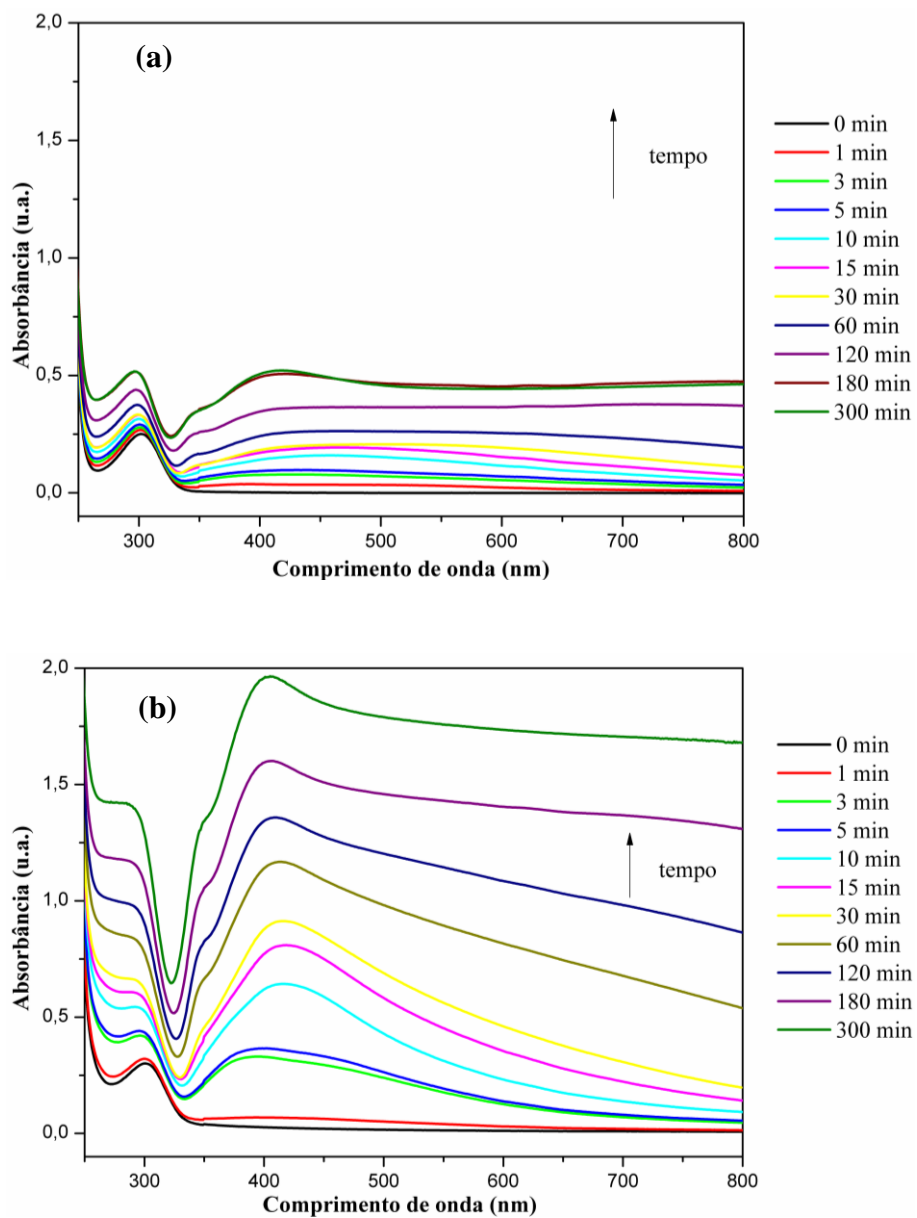 (a)
Absorbância (u.a.)
2,0
1,5
1,0
0,5
0,0
300 400 500 600 700 800
Comprimento de onda (nm)
tempo
0 min
1 min
3 min
5 min
10 min
15 min
30 min
60 min
120 min
180 min
300 min
(b)
Absorbância (u.a.)
2,0
1,5
1,0
0,5
0,0
300 400 500 600 700 800
Comprimento de onda (nm)
tempo
0 min
1 min
3 min
5 min
10 min
15 min
30 min
60 min
120 min
180 min
300 min